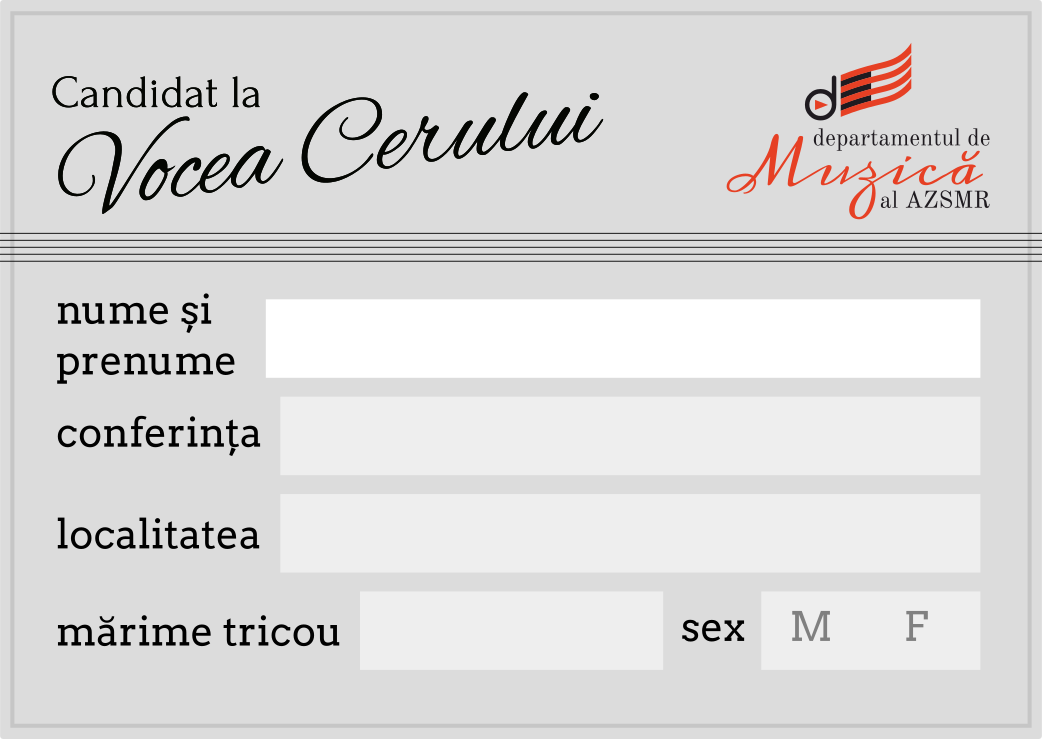 Candidat la
Vocea Cerului
departamentul de
Muzică
al AZSMR
nume și
prenume
conferința
localitatea
mărime tricou
sex M F